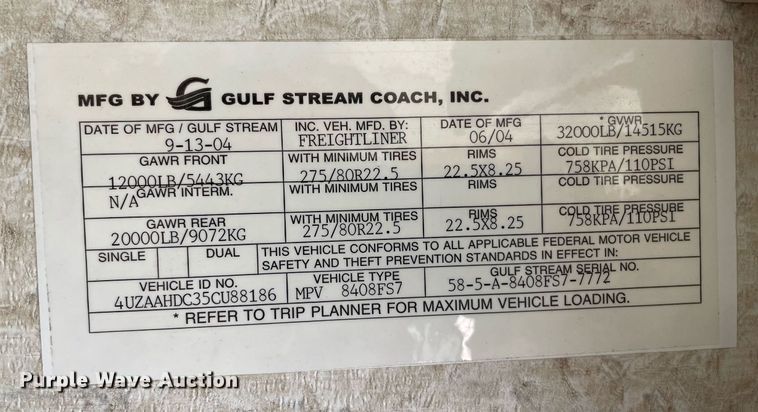 MFG BY GULF STREAM COACH, INC.
DATE OF MFG / GULF STREAM INC. VEH. MFD. BY: DATE OF MFG * GVWR
9-13-04 FREIGHTLINER 06/04 32000LB/14515KG
GAWR FRONT WITH MINIMUM TIRES RIMS COLD TIRE PRESSURE
12000LB/5443KG 275/80R22.5 22.5X8.25 758KPA/110PSI
GAWR INTERM. WITH MINIMUM TIRES RIMS COLD TIRE PRESSURE
N/A
GAWR REAR WITH MINIMUM TIRES RIMS COLD TIRE PRESSURE
20000LB/9072KG 275/80R22.5 22.5X8.25 758KPA/110PSI
SINGLE DUAL THIS VEHICLE CONFORMS TO ALL APPLICABLE FEDERAL MOTOR VEHICLE
SAFETY AND THEFT PREVENTION STANDARDS IN EFFECT IN:
VEHICLE ID NO. VEHICLE TYPE GULF STREAM SERIAL NO.
4UZAAHDC35CU88186 MPV 8408FS7 58-5-A-8408FS7-7772
* REFER TO TRIP PLANNER FOR MAXIMUM VEHICLE LOADING.
Purple Wave Auction